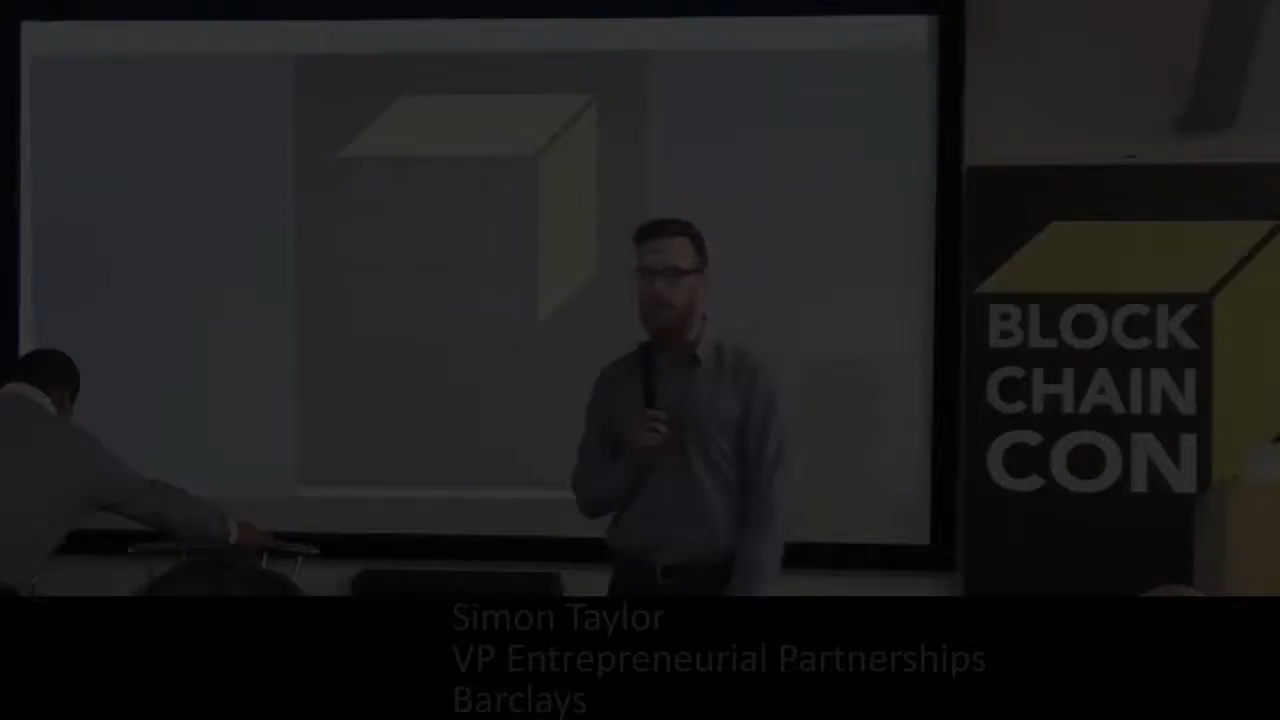 BLOCK
CHAIN
CON
Simon Taylor
VP Entrepreneurial Partnerships
Barclays